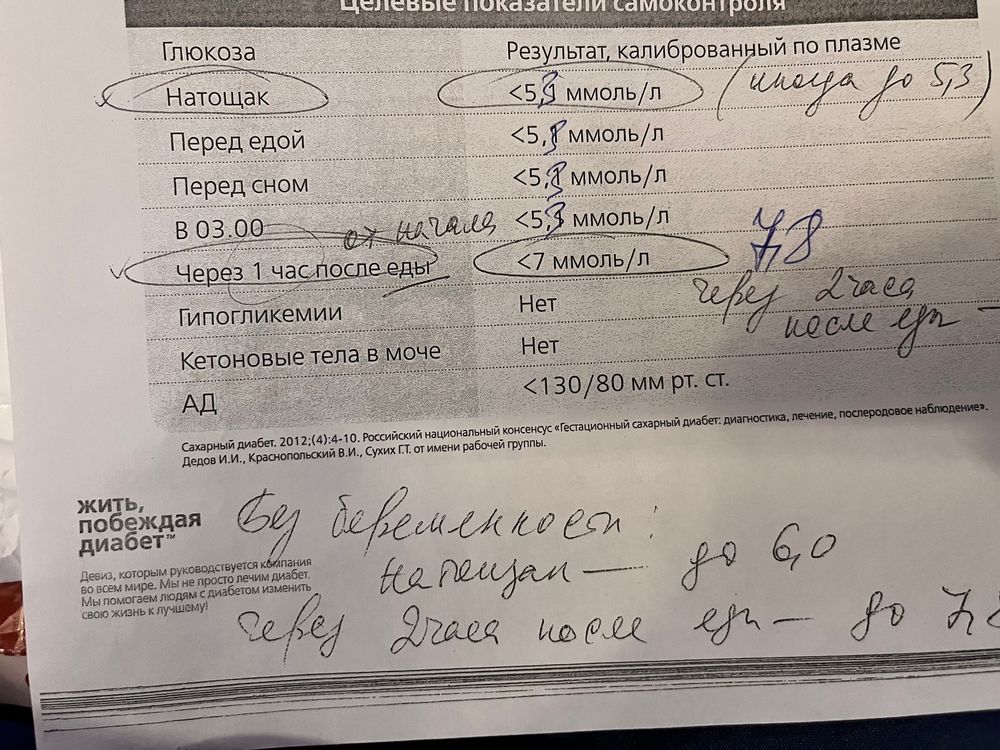 Целевые показатели самоконтроля
Глюкоза Результат, калиброванный по плазме
Натощак <5,3 ммоль/л (иногда до 5,3)
Перед едой <5, ммоль/л
Перед сном <5, ммоль/л
В 03.00 <5,3 ммоль/л
от начала 7,8
Через 1 час после еды <7 ммоль/л
через 2 часа
Гипогликемии Нет
после еды –
Кетоновые тела в моче Нет
АД <130/80 мм рт. ст.
Сахарный диабет. 2012;(4):4-10. Российский национальный консенсус «Гестационный сахарный диабет: диагностика, лечение, послеродовое наблюдение».
Дедов И.И., Краснопольский В.И., Сухих Г.Т. от имени рабочей группы.
жить,
побеждая
диабет™
Девиз, которым руководствуется компания
во всем мире. Мы не просто лечим диабет.
Мы помогаем людям с диабетом изменить
свою жизнь к лучшему!
Без беременности:
натощак — до 6,0
через 2 часа после еды — до 7,8